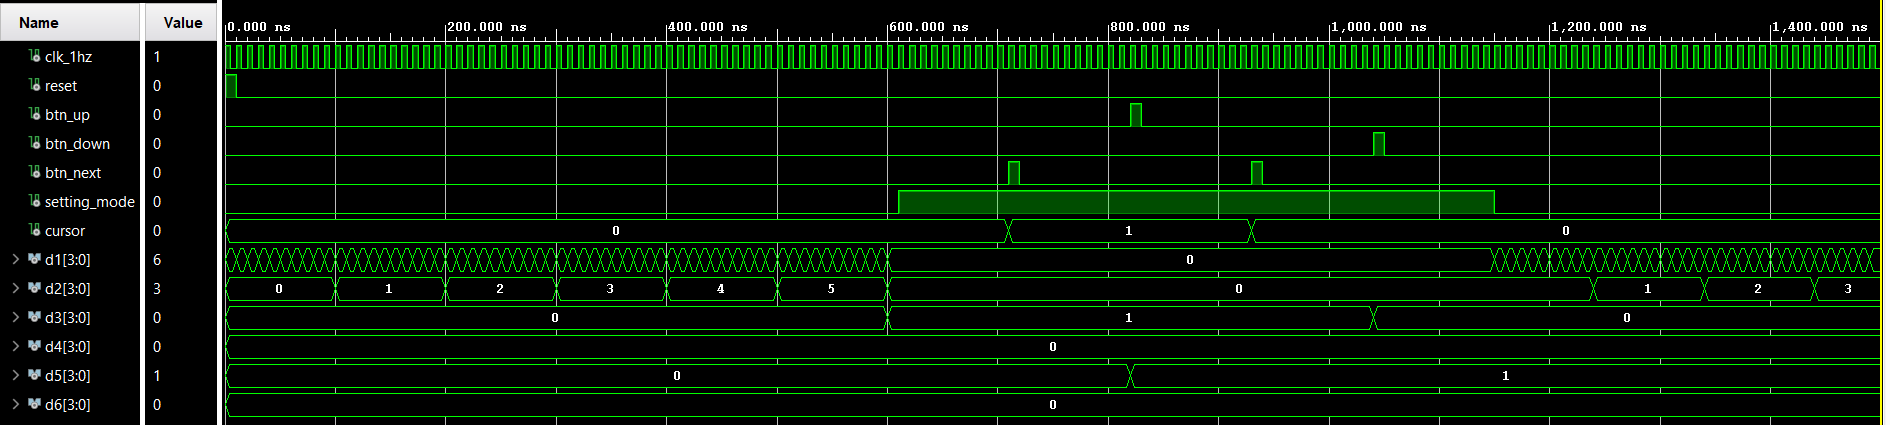 Name Value
0.000 ns 200.000 ns 400.000 ns 600.000 ns 800.000 ns 1,000.000 ns 1,200.000 ns 1,400.000 ns
clk_1hz 1
reset 0
btn_up 0
btn_down 0
btn_next 0
setting_mode 0
cursor 0 0 1 0
d1[3:0] 6 0
d2[3:0] 3 0 1 2 3 4 5 0 1 2 3
d3[3:0] 0 0 1 0
d4[3:0] 0 0
d5[3:0] 1 0 1
d6[3:0] 0 0